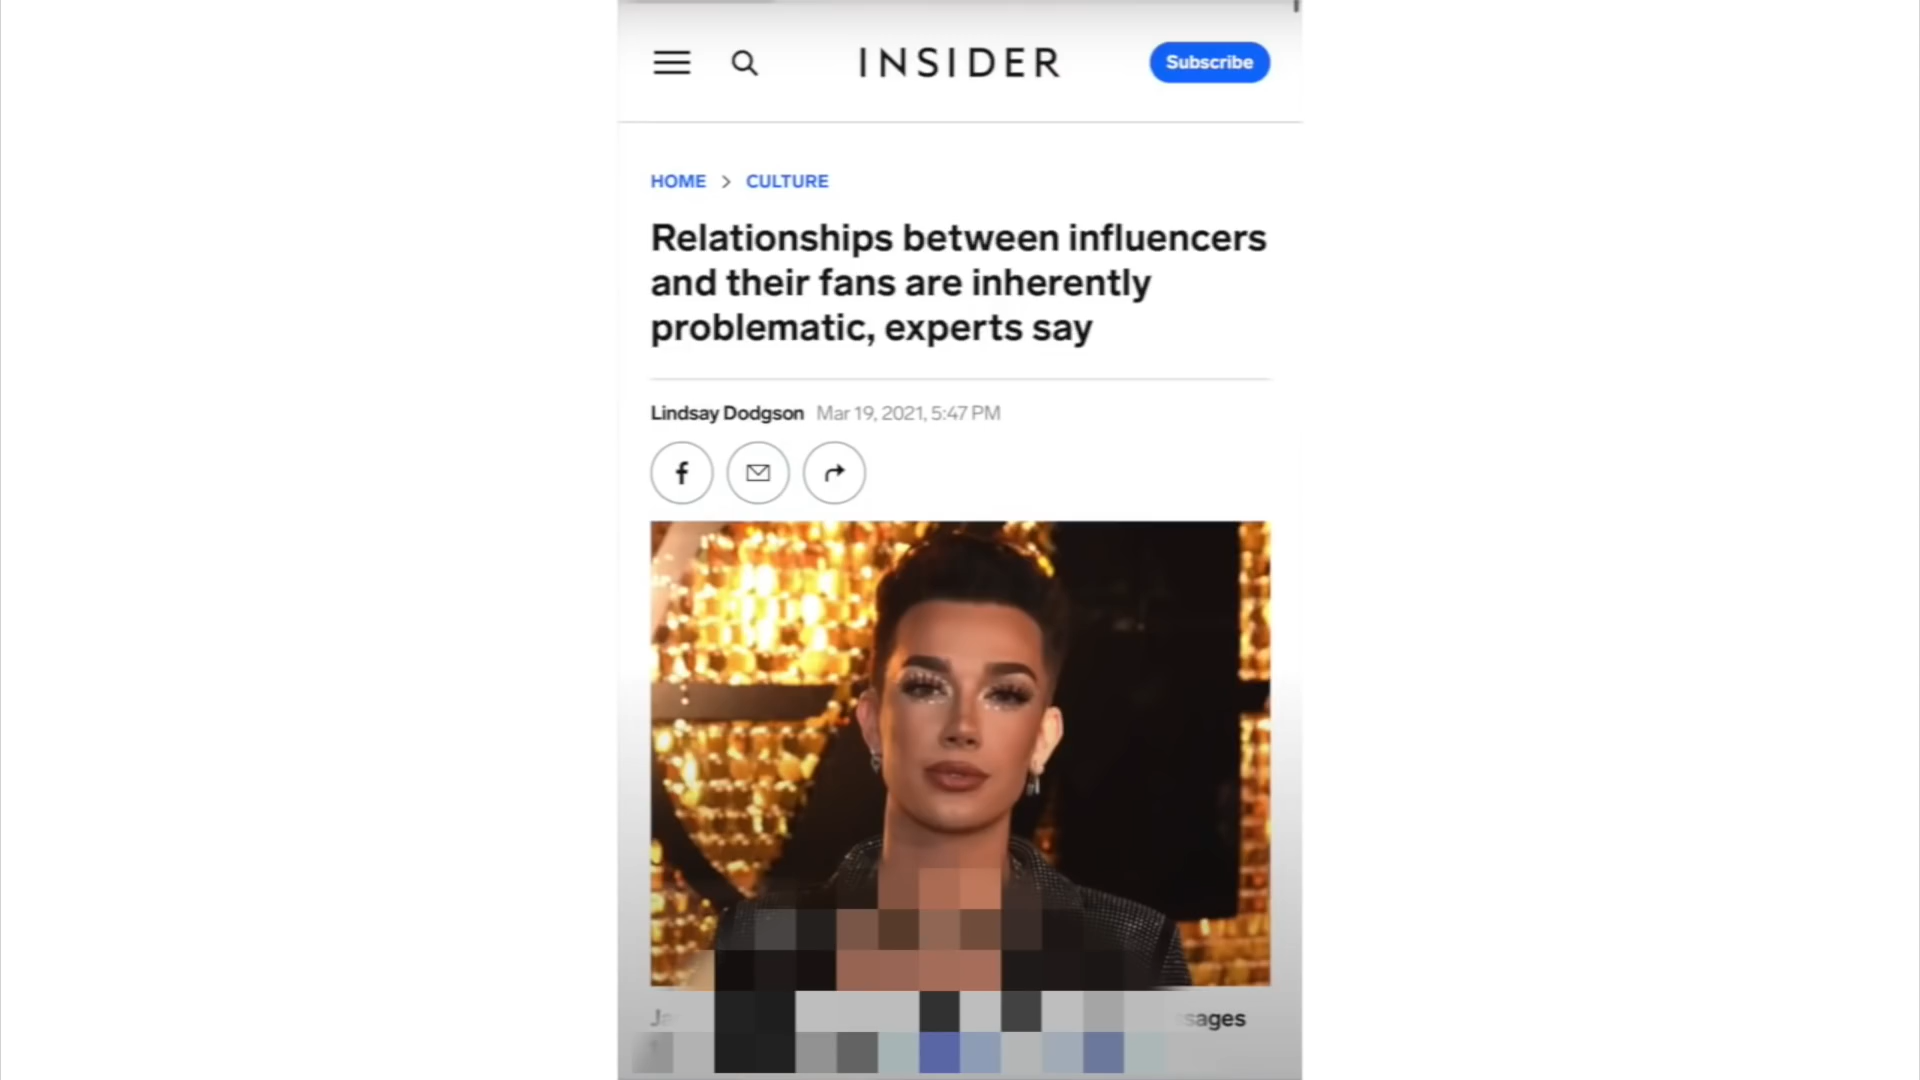 INSIDER
Subscribe
HOME > CULTURE
Relationships between influencers
and their fans are inherently
problematic, experts say
Lindsay Dodgson Mar 19, 2021, 5:47 PM